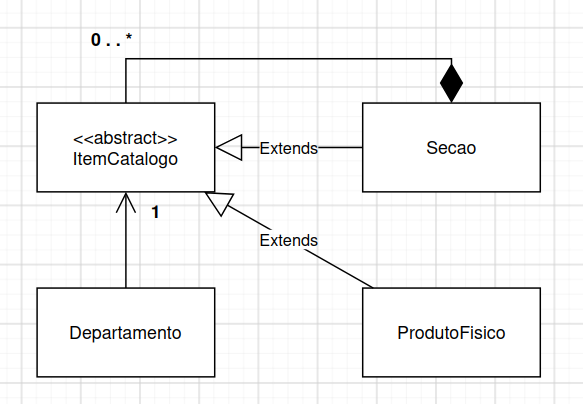 0 . . *
<<abstract>>
ItemCatalogo
Extends
Secao
1
Extends
Departamento
ProdutoFisico